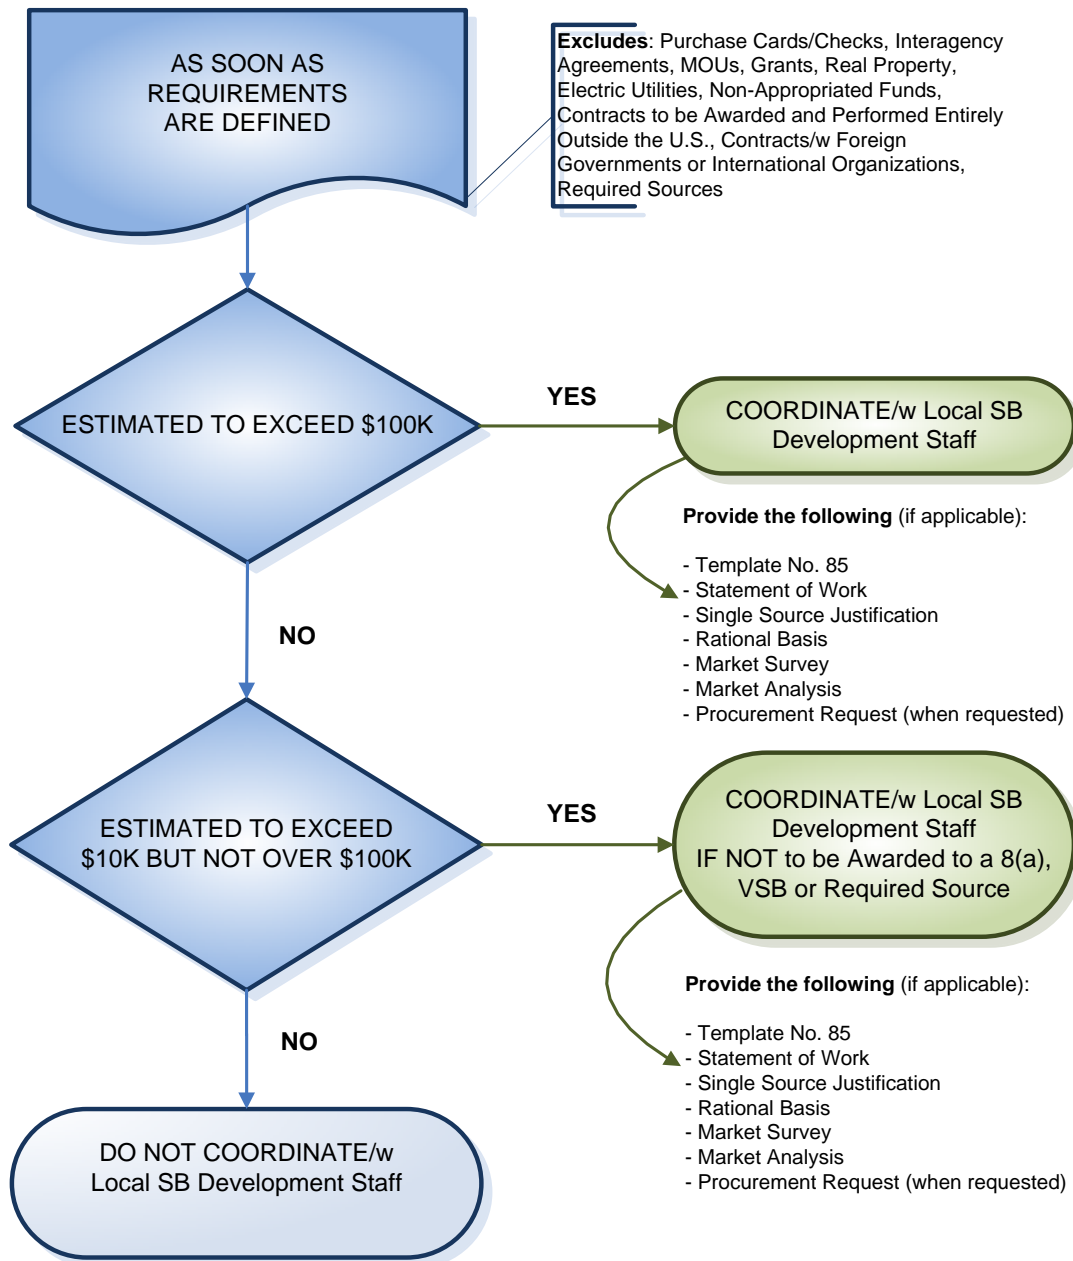 AS SOON AS
REQUIREMENTS
ARE DEFINED
Excludes: Purchase Cards/Checks, Interagency
Agreements, MOUs, Grants, Real Property,
Electric Utilities, Non-Appropriated Funds,
Contracts to be Awarded and Performed Entirely
Outside the U.S., Contracts/w Foreign
Governments or International Organizations,
Required Sources
ESTIMATED TO EXCEED $100K
YES
COORDINATE/w Local SB
Development Staff
Provide the following (if applicable):
- Template No. 85
- Statement of Work
- Single Source Justification
- Rational Basis
- Market Survey
- Market Analysis
- Procurement Request (when requested)
NO
ESTIMATED TO EXCEED
$10K BUT NOT OVER $100K
YES
COORDINATE/w Local SB
Development Staff
IF NOT to be Awarded to a 8(a),
VSB or Required Source
Provide the following (if applicable):
- Template No. 85
- Statement of Work
- Single Source Justification
- Rational Basis
- Market Survey
- Market Analysis
- Procurement Request (when requested)
NO
DO NOT COORDINATE/w
Local SB Development Staff